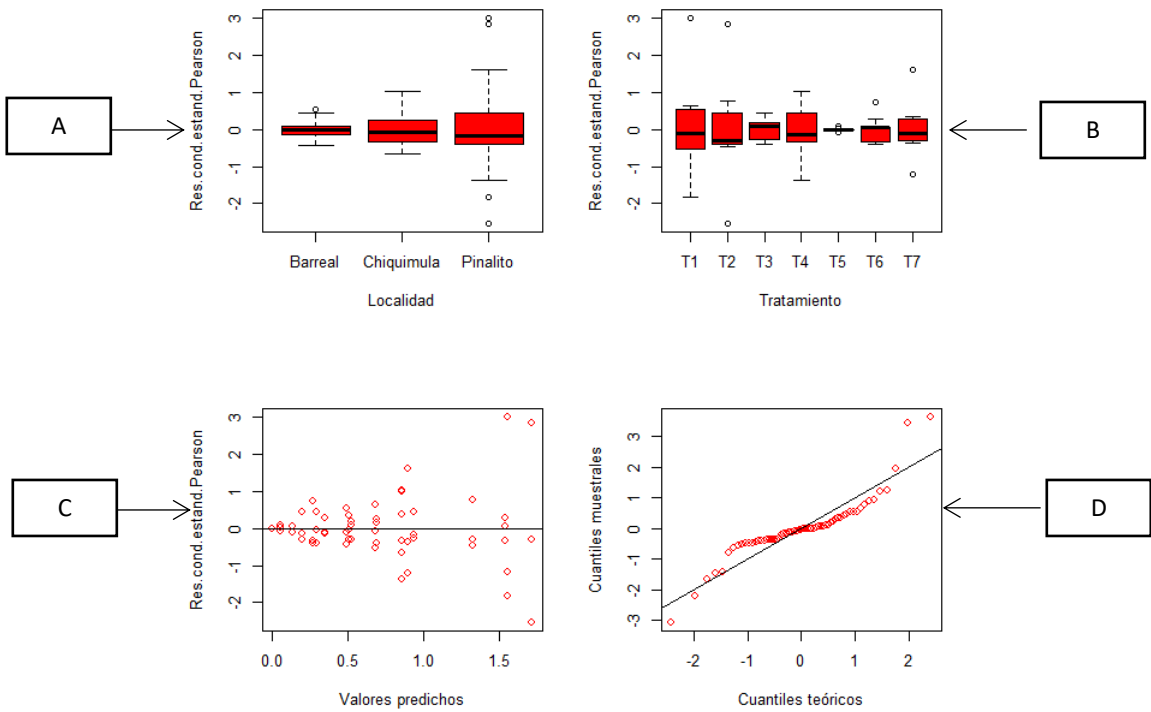 A
Res.cond.estand.Pearson
3
2
1
0
-1
-2
Barreal Chiquimula Pinalito
Localidad
Res.cond.estand.Pearson
3
2
1
0
-1
-2
T1 T2 T3 T4 T5 T6 T7
Tratamiento
B
C
Res.cond.estand.Pearson
3
2
1
0
-1
-2
0.0 0.5 1.0 1.5
Valores predichos
Cuantiles muestrales
3
2
1
0
-1
-2
-3
-2 -1 0 1 2
Cuantiles teóricos
D